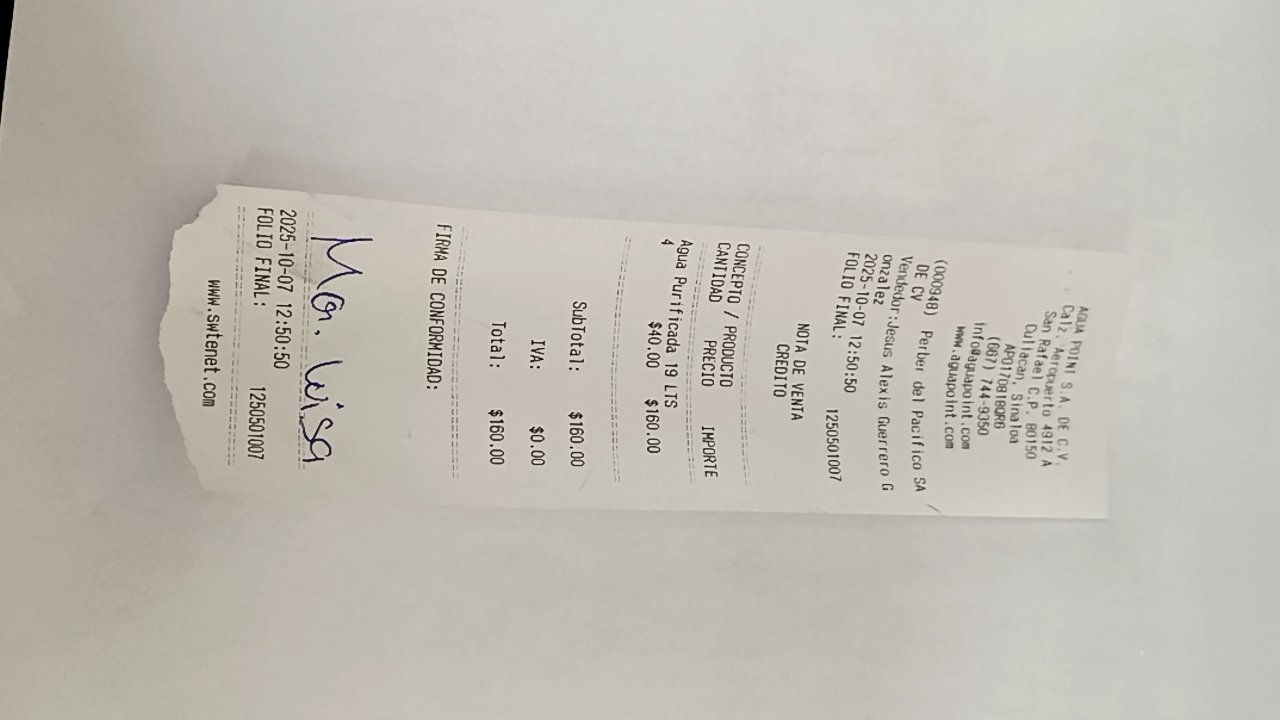 AGUA POINT S.A. DE C.V.
Calz. Aeropuerto 4912 A
San Rafael C.P. 80150
Culiacan, Sinaloa
APO170818QR6
(667) 744-9350
info@aguapoint.com
www.aguapoint.com
(000948) Perber del Pacifico SA
DE CV
Vendedor:Jesus Alexis Guerrero G
onzalez
2025-10-07 12:50:50
FOLIO FINAL: 1250501007
NOTA DE VENTA
CREDITO
CONCEPTO / PRODUCTO
CANTIDAD PRECIO IMPORTE
Agua Purificada 19 LTS
4 $40.00 $160.00
SubTotal: $160.00
IVA: $0.00
Total: $160.00
FIRMA DE CONFORMIDAD:
Ma. Luisa
2025-10-07 12:50:50
FOLIO FINAL: 1250501007
www.swtenet.com